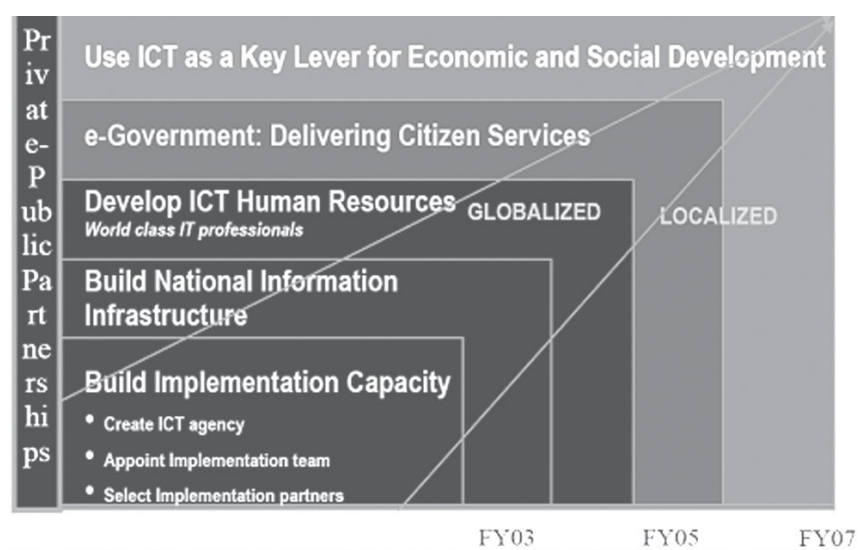 Pr
iv
at
e-
P
ub
lic
Pa
rt
ne
rs
hi
ps
Use ICT as a Key Lever for Economic and Social Development
e-Government: Delivering Citizen Services
Develop ICT Human Resources
World class IT professionals
GLOBALIZED
LOCALIZED
Build National Information
Infrastructure
Build Implementation Capacity
• Create ICT agency
• Appoint Implementation team
• Select Implementation partners
FY03 FY05 FY07